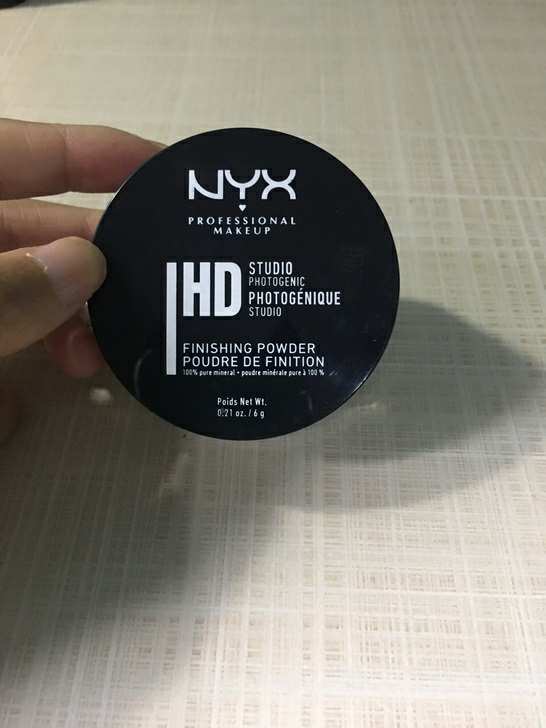 NYX
PROFESSIONAL
MAKEUP
HD
STUDIO
PHOTOGENIC
PHOTOGÉNIQUE
STUDIO
FINISHING POWDER
POUDRE DE FINITION
100% pure mineral • poudre minérale pure à 100 %
Poids Net Wt.
0.21 oz. / 6 g